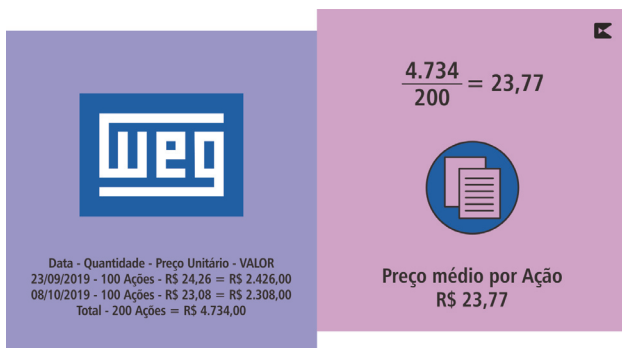 weg
Data - Quantidade - Preço Unitário - VALOR
23/09/2019 - 100 Ações - R$ 24,26 = R$ 2.426,00
08/10/2019 - 100 Ações - R$ 23,08 = R$ 2.308,00
Total - 200 Ações = R$ 4.734,00
4.734
200
= 23,77
Preço médio por Ação
R$ 23,77